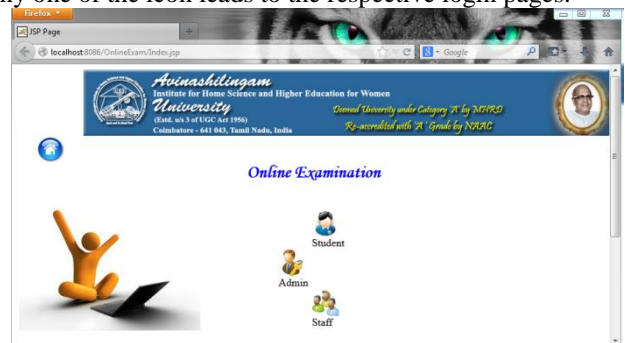 ny one of the icon leads to the respective login pages.
Firefox
JSP Page
localhost:8086/OnlineExam/Index.jsp
Google
Avinashilingam
Institute for Home Science and Higher Education for Women
University
(Estd. u/s 3 of UGC Act 1956)
Coimbatore - 641 043, Tamil Nadu, India
Deemed University under Category 'A' by MHRD
Re-accredited with 'A' Grade by NAAC
Online Examination
Student
Admin
Staff